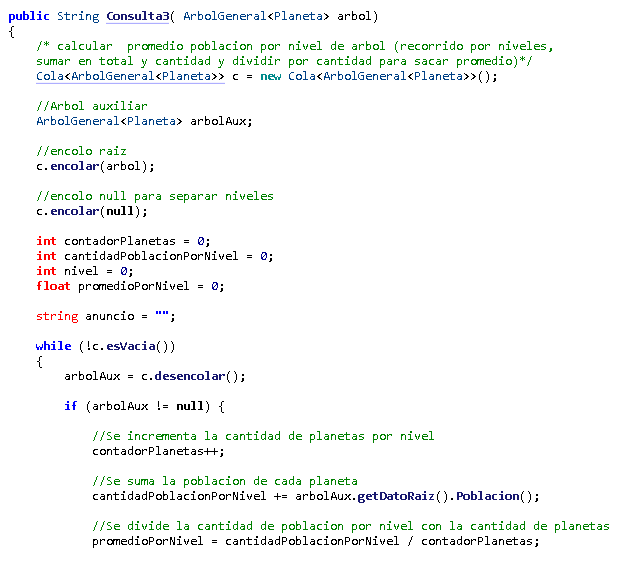 public String Consulta3( ArbolGeneral<Planeta> arbol)
{
/* calcular  promedio poblacion por nivel de arbol (recorrido por niveles,
sumar en total y cantidad y dividir por cantidad para sacar promedio)*/
Cola<ArbolGeneral<Planeta>> c = new Cola<ArbolGeneral<Planeta>>();
//Arbol auxiliar
ArbolGeneral<Planeta> arbolAux;
//encolo raiz
c.encolar(arbol);
//encolo null para separar niveles
c.encolar(null);
int contadorPlanetas = 0;
int cantidadPoblacionPorNivel = 0;
int nivel = 0;
float promedioPorNivel = 0;
string anuncio = "";
while (!c.esVacia())
{
arbolAux = c.desencolar();
if (arbolAux != null) {
//Se incrementa la cantidad de planetas por nivel
contadorPlanetas++;
//Se suma la poblacion de cada planeta
cantidadPoblacionPorNivel += arbolAux.getDatoRaiz().Poblacion();
//Se divide la cantidad de poblacion por nivel con la cantidad de planetas
promedioPorNivel = cantidadPoblacionPorNivel / contadorPlanetas;